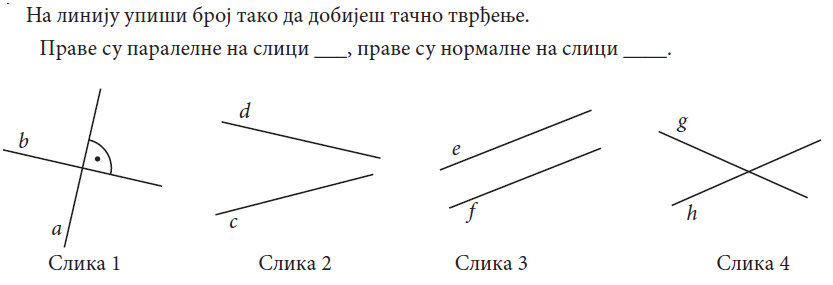 На линију упиши број тако да добијеш тачно тврђење.
Праве су паралелне на слици ___, праве су нормалне на слици ____.
b
a
Слика 1
d
c
Слика 2
e
f
Слика 3
g
h
Слика 4